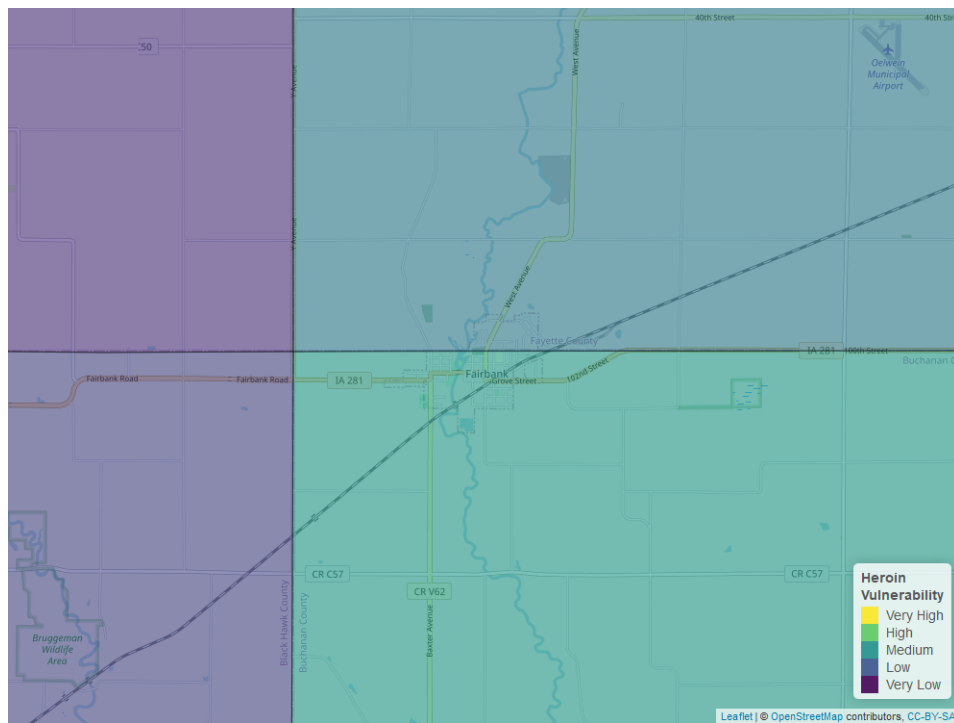 40th Street
40th Str
C50
West Avenue
Oelwein
Municipal
Airport
Y Avenue
Y Avenue
West Avenue
Fayette County
IA 281
100th Street
Buchanan C
Fairbank Road
Fairbank Road
IA 281
Fairbank
Grove Street
102nd Street
CR C57
CR C57
CR V62
Baxter Avenue
Black Hawk County
Buchanan County
Bruggeman
Wildlife
Area
Heroin
Vulnerability
Very High
High
Medium
Low
Very Low
Leaflet | © OpenStreetMap contributors, CC-BY-SA